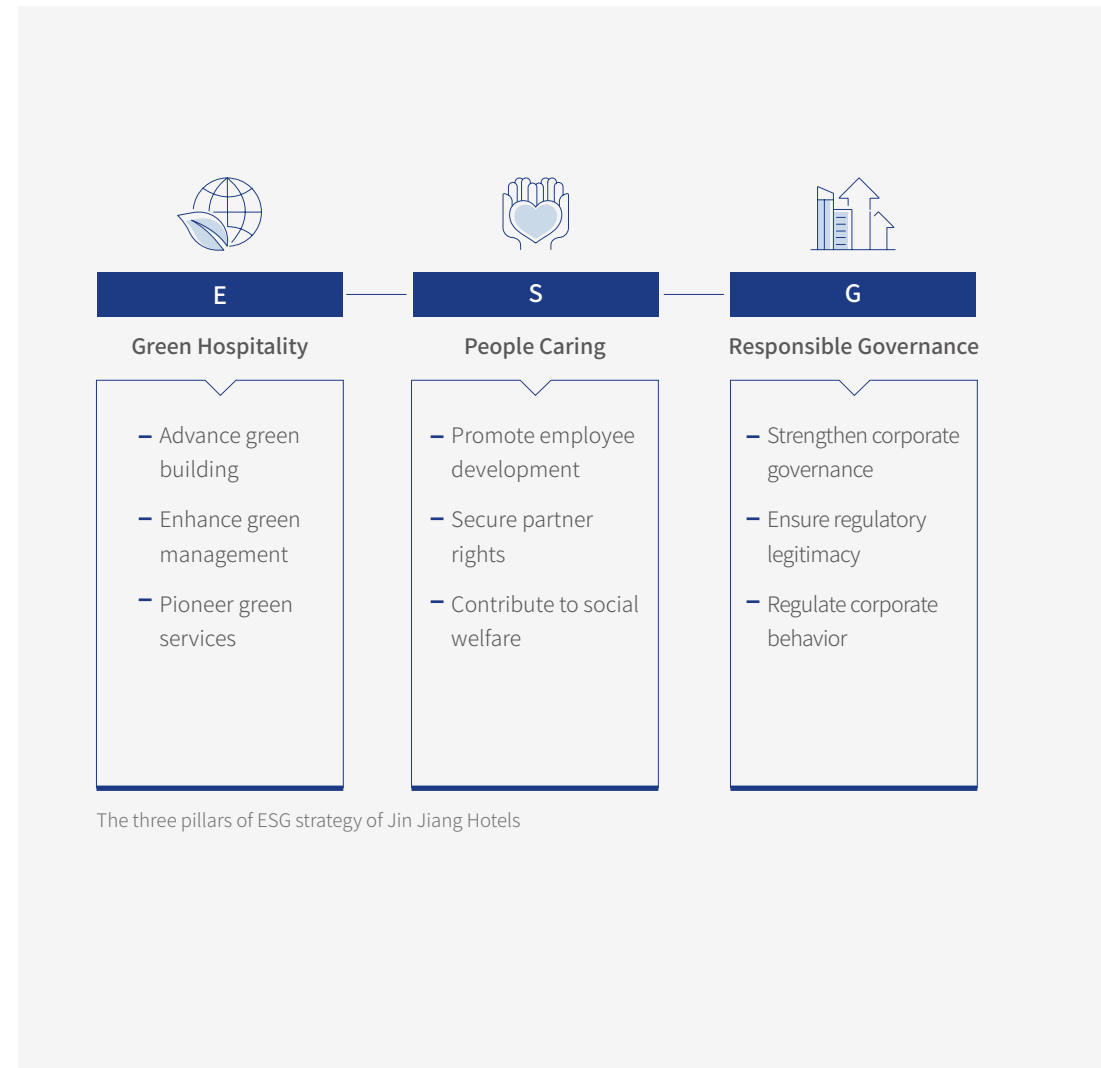 E
Green Hospitality
– Advance green
building
– Enhance green
management
– Pioneer green
services
S
People Caring
– Promote employee
development
– Secure partner
rights
– Contribute to social
welfare
G
Responsible Governance
– Strengthen corporate
governance
– Ensure regulatory
legitimacy
– Regulate corporate
behavior
The three pillars of ESG strategy of Jin Jiang Hotels